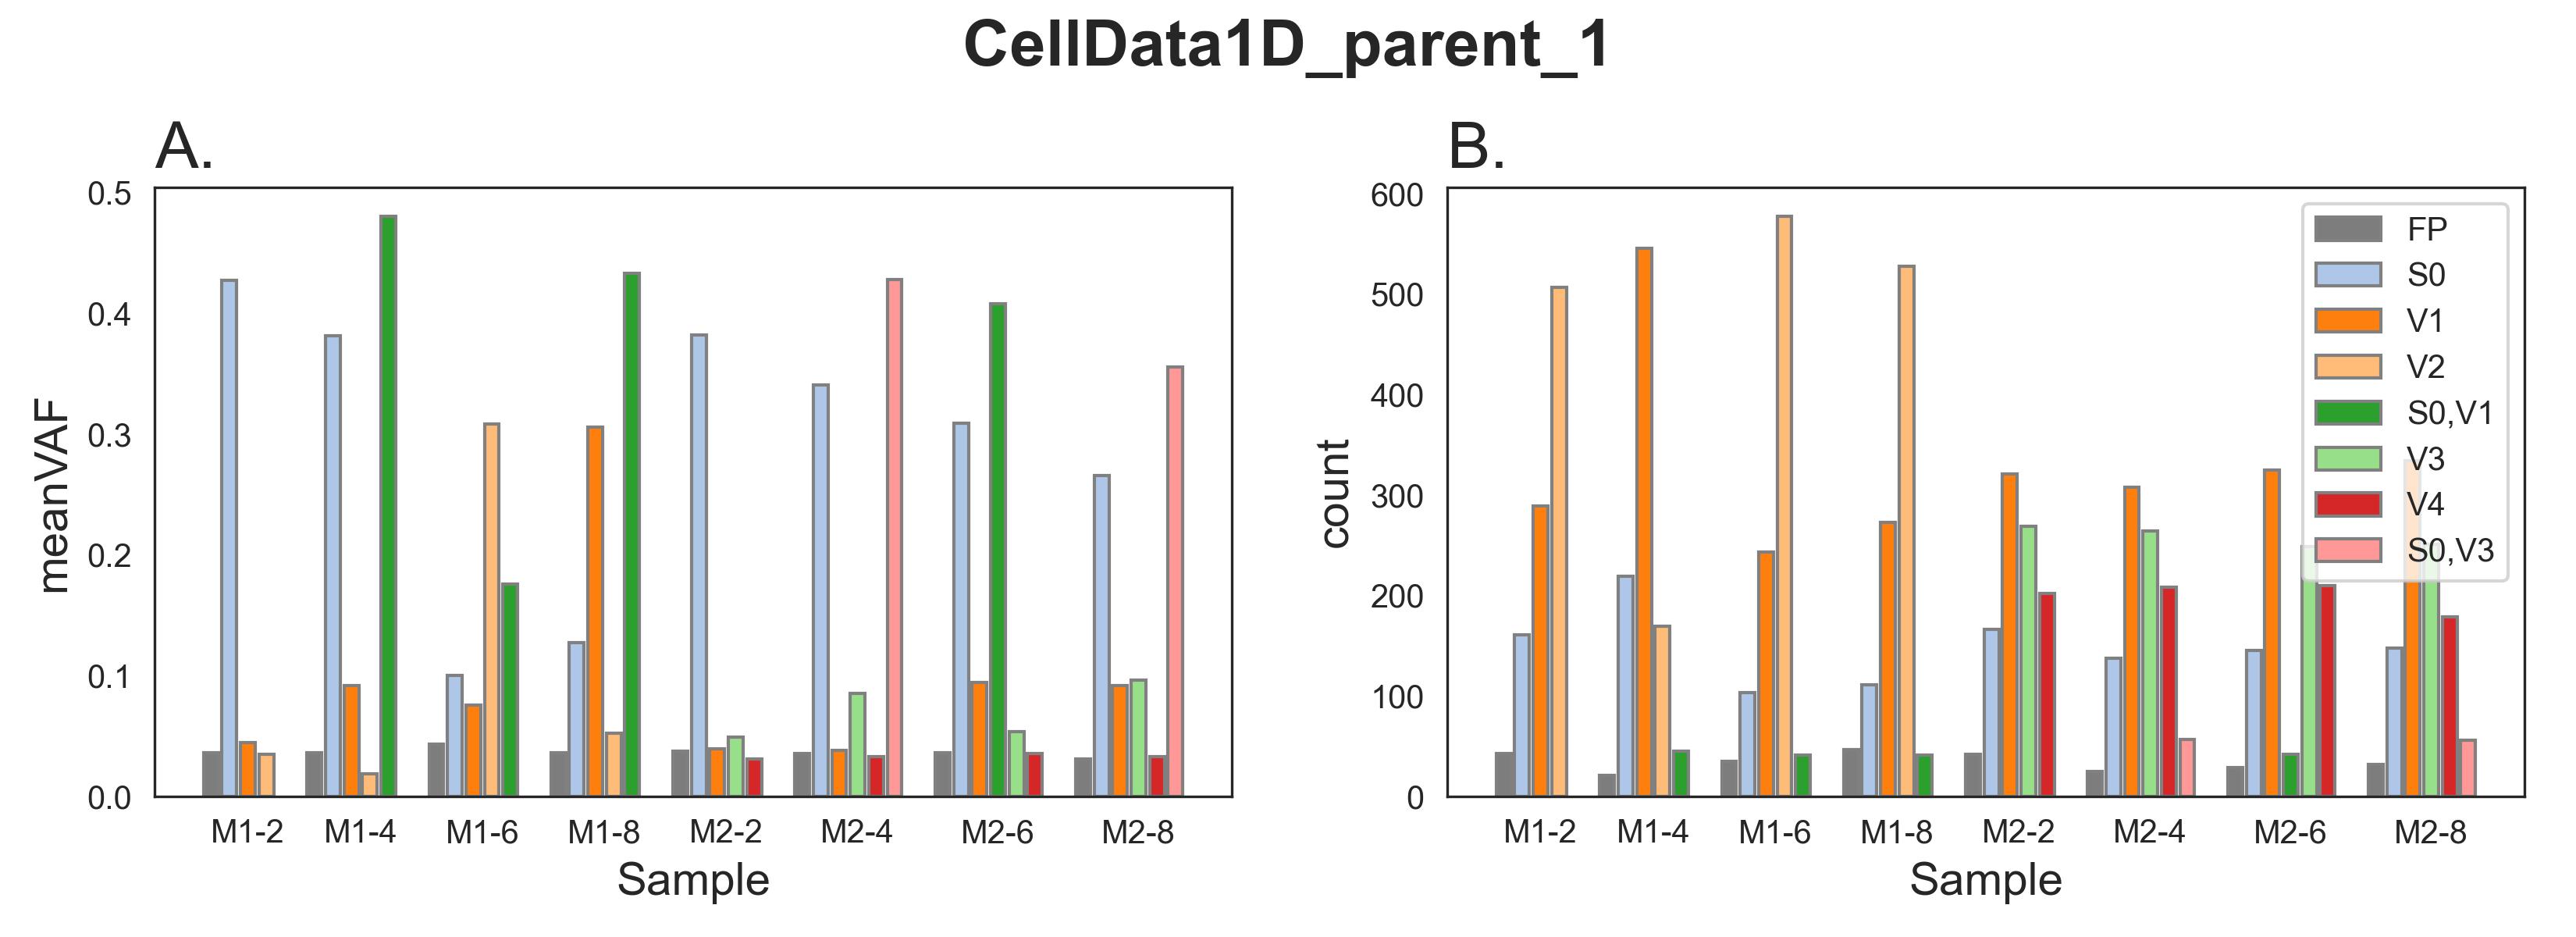 CellData1D_parent_1
A.
0.5
0.4
0.3
0.2
0.1
0.0
meanVAF
M1-2 M1-4 M1-6 M1-8 M2-2 M2-4 M2-6 M2-8
Sample
B.
600
500
400
300
200
100
0
count
M1-2 M1-4 M1-6 M1-8 M2-2 M2-4 M2-6 M2-8
Sample
FP
S0
V1
V2
S0,V1
V3
V4
S0,V3